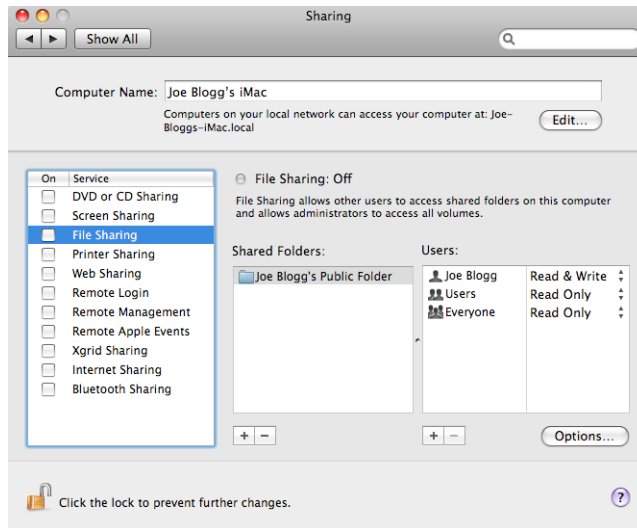 Sharing
Show All
Computer Name: Joe Blogg's iMac
Computers on your local network can access your computer at: Joe-
Bloggs-iMac.local
Edit...
On Service
DVD or CD Sharing
Screen Sharing
File Sharing
Printer Sharing
Web Sharing
Remote Login
Remote Management
Remote Apple Events
Xgrid Sharing
Internet Sharing
Bluetooth Sharing
File Sharing: Off
File Sharing allows other users to access shared folders on this computer
and allows administrators to access all volumes.
Shared Folders:
Joe Blogg's Public Folder
Users:
Joe Blogg Read & Write
Users Read Only
Everyone Read Only
+ −
+ −
Options...
Click the lock to prevent further changes.
?